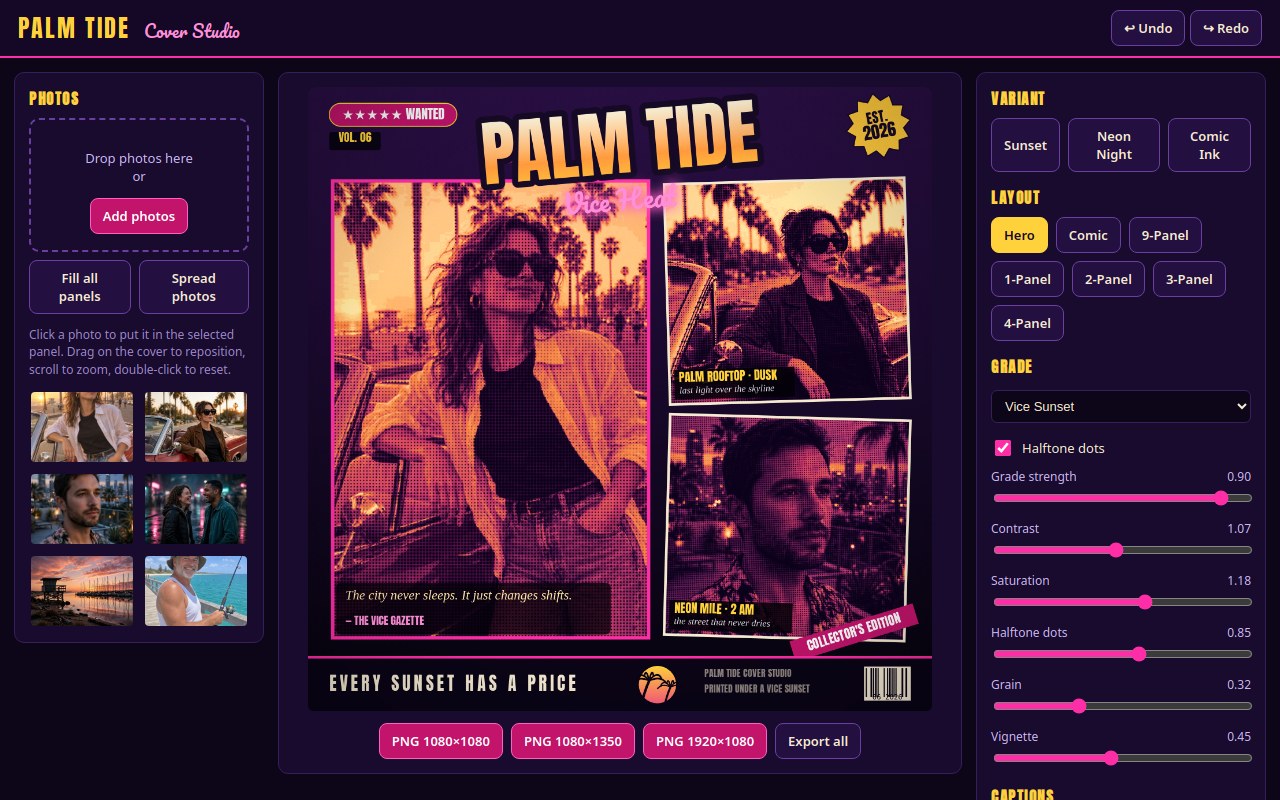 PALM TIDE Cover Studio
↩ Undo
↪ Redo
PHOTOS
Drop photos here
or
Add photos
Fill all
panels
Spread
photos
Click a photo to put it in the selected
panel. Drag on the cover to reposition,
scroll to zoom, double-click to reset.
★★★★★ WANTED
VOL. 06
PALM TIDE
Vice Heat
EST.
2026
PALM ROOFTOP · DUSK
last light over the skyline
The city never sleeps. It just changes shifts.
— THE VICE GAZETTE
NEON MILE · 2 AM
the street that never dries
COLLECTOR'S EDITION
EVERY SUNSET HAS A PRICE
PALM TIDE COVER STUDIO
PRINTED UNDER A VICE SUNSET
06 2026
PNG 1080×1080
PNG 1080×1350
PNG 1920×1080
Export all
VARIANT
Sunset
Neon
Night
Comic
Ink
LAYOUT
Hero
Comic
9-Panel
1-Panel
2-Panel
3-Panel
4-Panel
GRADE
Vice Sunset
Halftone dots
Grade strength 0.90
Contrast 1.07
Saturation 1.18
Halftone dots 0.85
Grain 0.32
Vignette 0.45
CAPTIONS